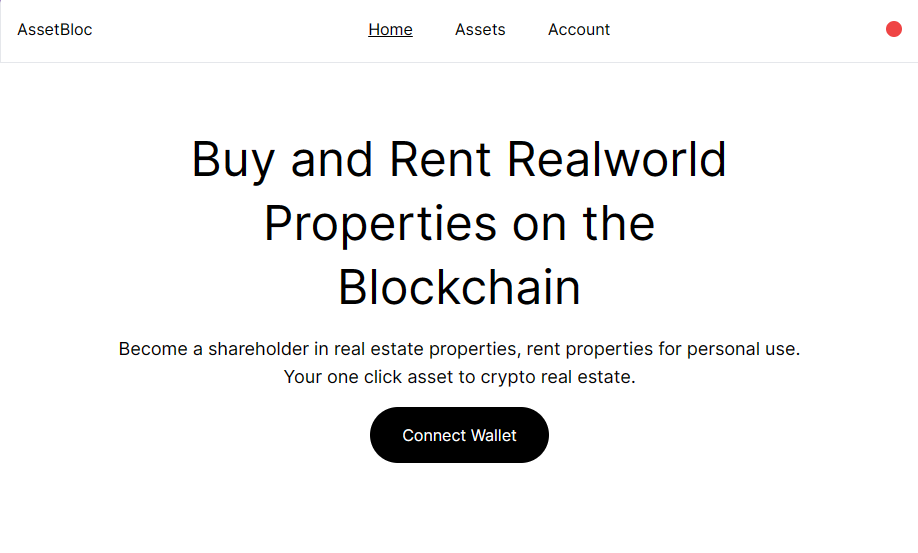 AssetBloc
Home
Assets
Account
Buy and Rent Realworld
Properties on the
Blockchain
Become a shareholder in real estate properties, rent properties for personal use.
Your one click asset to crypto real estate.
Connect Wallet